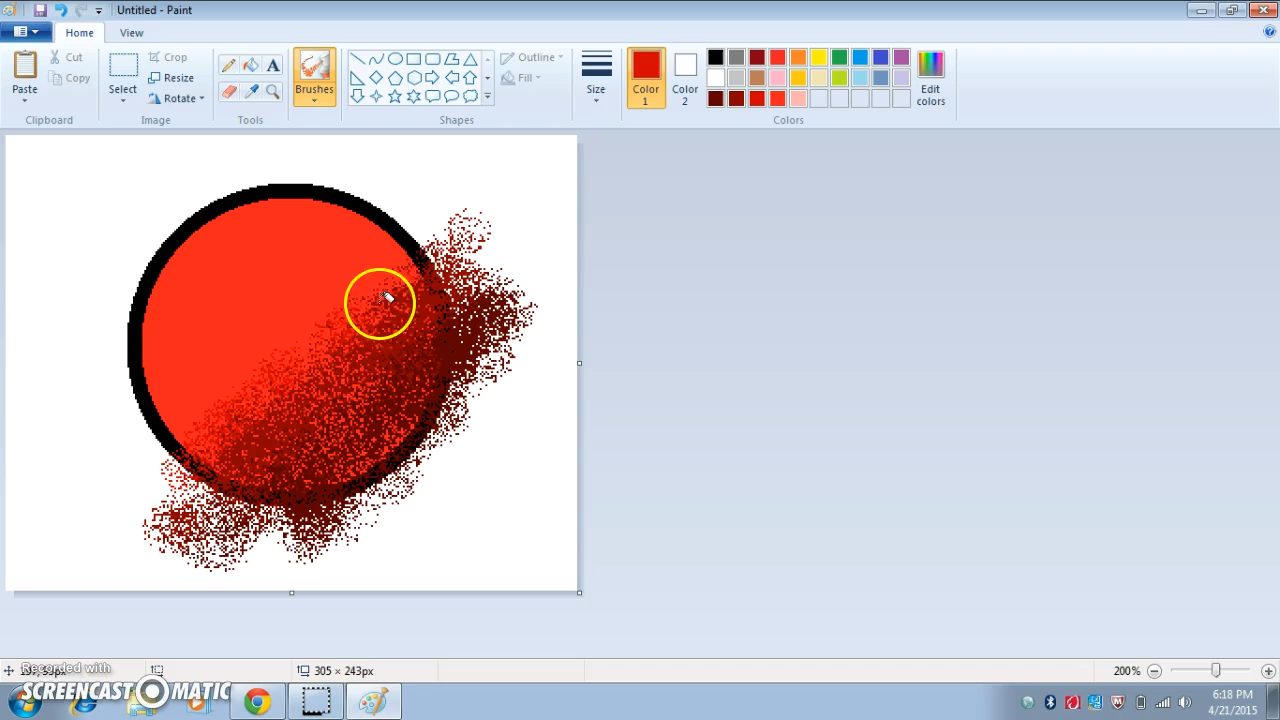 Untitled - Paint
Home
View
Paste
Cut
Copy
Clipboard
Select
Crop
Resize
Rotate
Image
A
Tools
Brushes
Outline
Fill
Shapes
Size
Color 1
Color 2
Edit colors
Colors
Recorded with
SCREENCAST MATIC
305 × 243px
200%
6:18 PM
4/21/2015